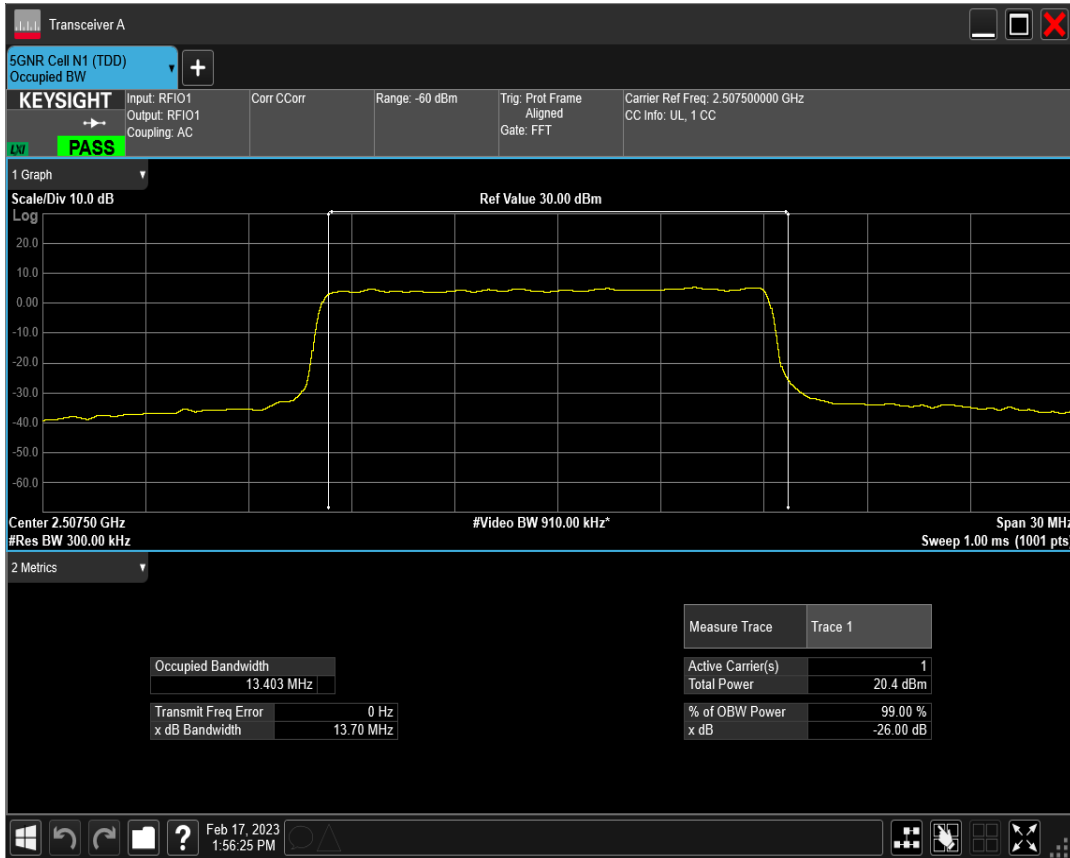 Transceiver A
5GNR Cell N1 (TDD)
Occupied BW
+
KEYSIGHT
LXI
PASS
Input: RFIO1
Output: RFIO1
Coupling: AC
Corr CCorr
Range: -60 dBm
Trig: Prot Frame
Aligned
Gate: FFT
Carrier Ref Freq: 2.507500000 GHz
CC Info: UL, 1 CC
1 Graph
Scale/Div 10.0 dB
Ref Value 30.00 dBm
Log
20.0
10.0
0.00
-10.0
-20.0
-30.0
-40.0
-50.0
-60.0
Center 2.50750 GHz
#Video BW 910.00 kHz*
Span 30 MHz
#Res BW 300.00 kHz
Sweep 1.00 ms (1001 pts)
2 Metrics
Measure Trace Trace 1
Occupied Bandwidth
13.403 MHz
Active Carrier(s) 1
Total Power 20.4 dBm
Transmit Freq Error 0 Hz
x dB Bandwidth 13.70 MHz
% of OBW Power 99.00 %
x dB -26.00 dB
?
Feb 17, 2023
1:56:25 PM